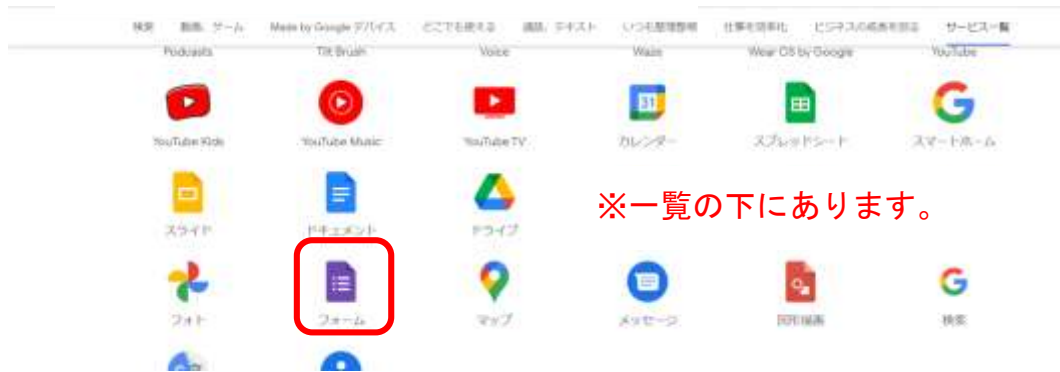 検索 動画、ゲーム Made by Google デバイス どこでも使える 通話、テキスト いつも整理整頓 仕事を効率化 ビジネスの成長を図る サービス一覧
Podcasts Tilt Brush Voice Waze Wear OS by Google YouTube
31
YouTube Kids YouTube Music YouTube TV カレンダー スプレッドシート スマートホーム
※一覧の下にあります。
スライド ドキュメント ドライブ
フォト フォーム マップ メッセージ 図形描画 検索